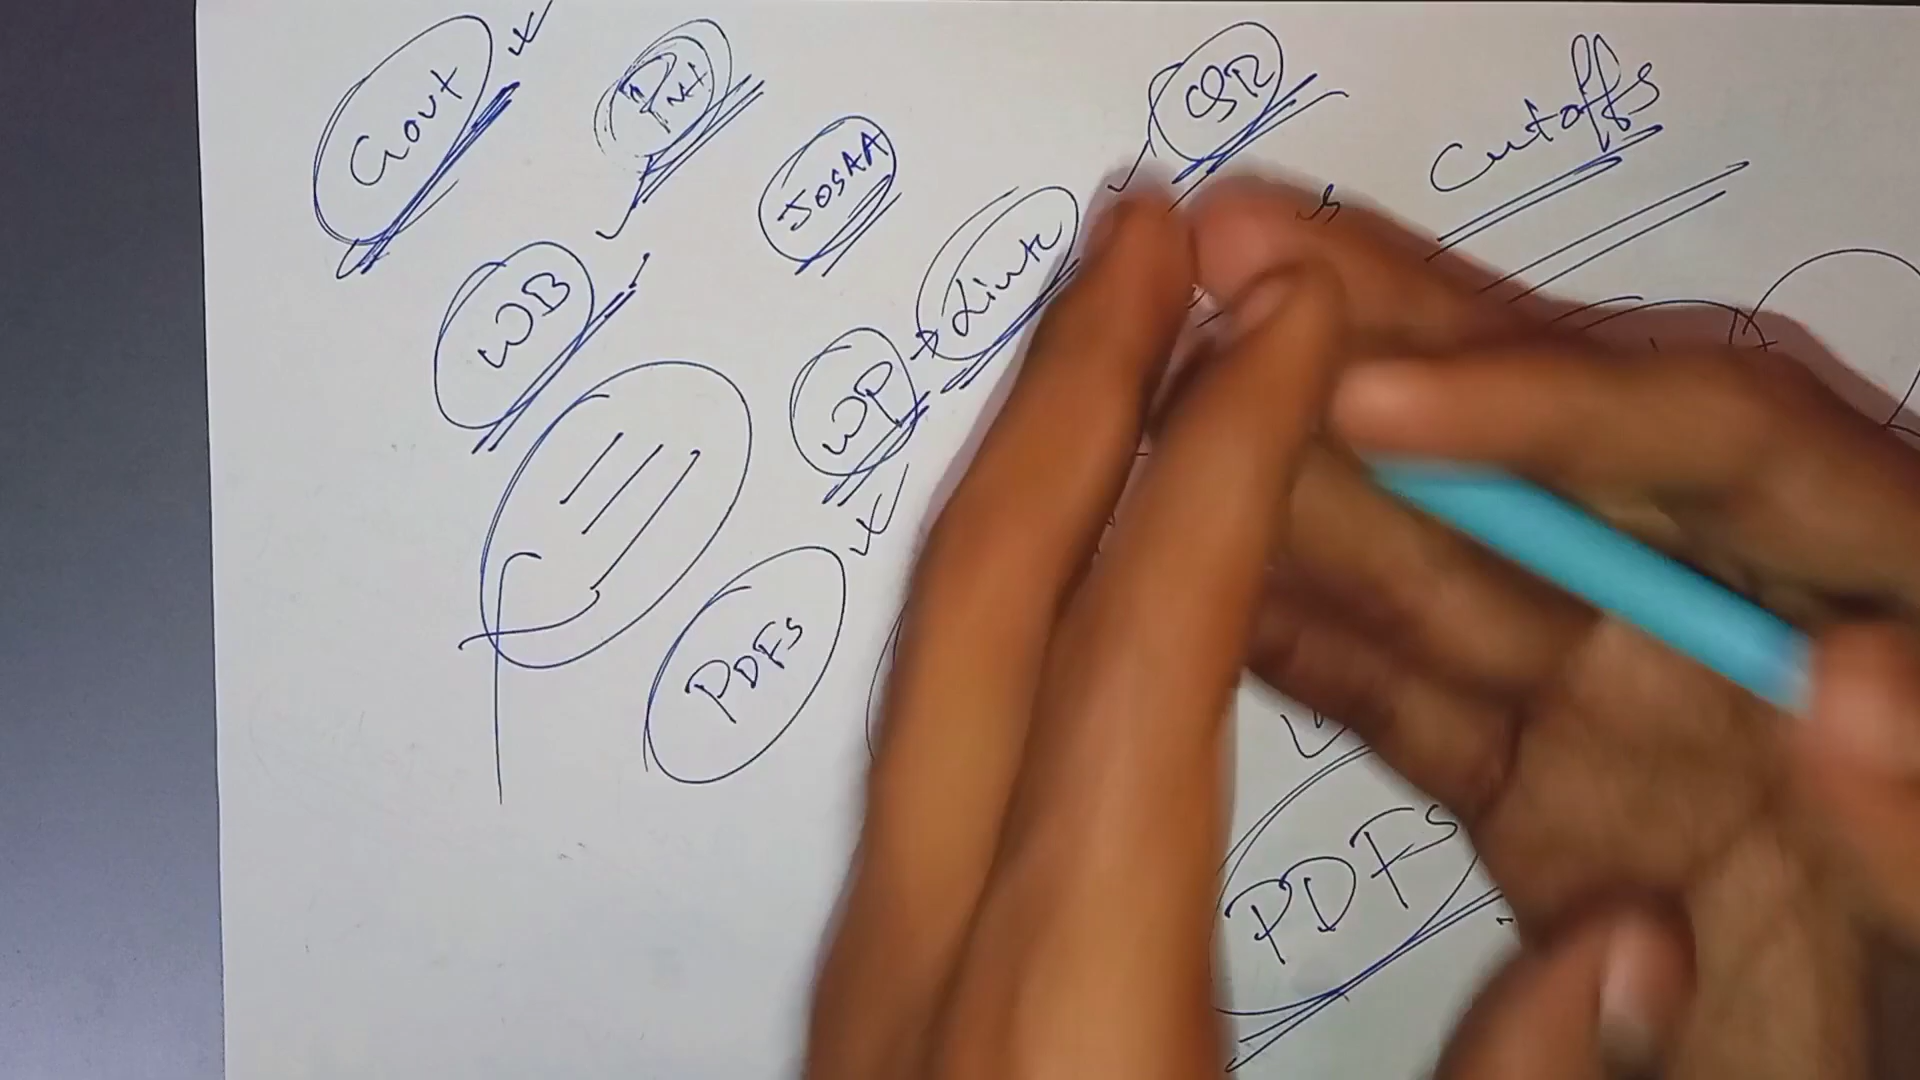 Govt
Pvt
JOSAA
CSR
Cutoffs
WB
WP → Link
PDFs
PDFs